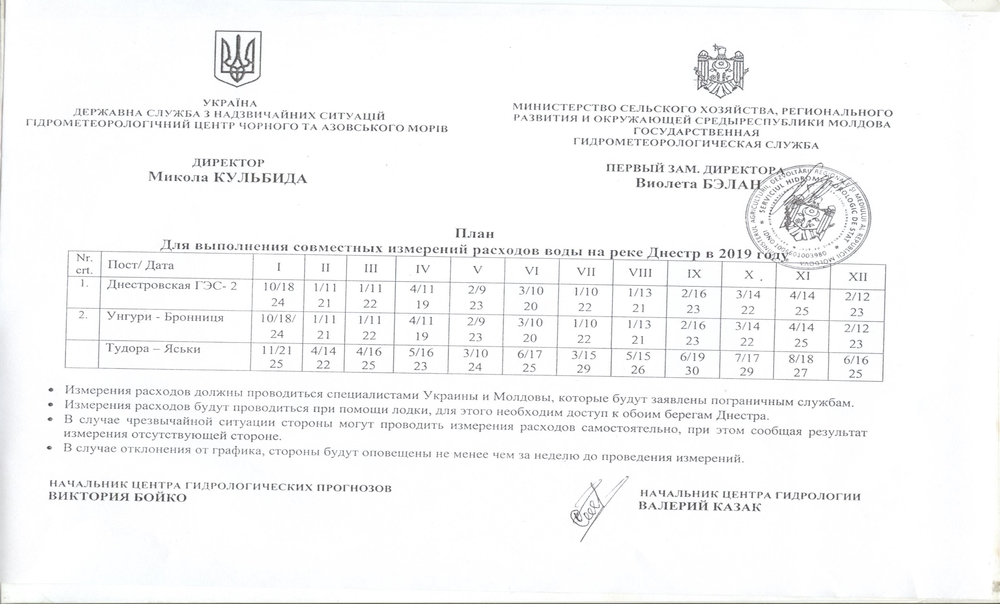 УКРАЇНА
ДЕРЖАВНА СЛУЖБА З НАДЗВИЧАЙНИХ СИТУАЦІЙ
ГІДРОМЕТЕОРОЛОГІЧНИЙ ЦЕНТР ЧОРНОГО ТА АЗОВСЬКОГО МОРІВ
ДИРЕКТОР
Микола КУЛЬБИДА
МИНИСТЕРСТВО СЕЛЬСКОГО ХОЗЯЙСТВА, РЕГИОНАЛЬНОГО
РАЗВИТИЯ И ОКРУЖАЮЩЕЙ СРЕДЫРЕСПУБЛИКИ МОЛДОВА
ГОСУДАРСТВЕННАЯ
ГИДРОМЕТЕОРОЛОГИЧЕСКАЯ СЛУЖБА
ПЕРВЫЙ ЗАМ. ДИРЕКТОРА
Виолета БЭЛАН
MINISTERUL AGRICULTURII, DEZVOLTĂRII REGIONALE ȘI MEDIULUI AL REPUBLICII MOLDOVA
SERVICIUL HIDROMETEOROLOGIC DE STAT
IDNO 1005601003980
План
Для выполнения совместных измерений расходов воды на реке Днестр в 2019 году
Nr. crt. Пост/ Дата I II III IV V VI VII VIII IX X . XI XII
1. Днестровская ГЭС- 2 10/18 1/11 1/11 4/11 2/9 3/10 1/10 1/13 2/16 3/14 4/14 2/12
24 21 22 19 23 20 22 21 23 22 25 23
2. Унгури - Бронниця 10/18/ 1/11 1/11 4/11 2/9 3/10 1/10 1/13 2/16 3/14 4/14 2/12
24 21 22 19 23 20 22 21 23 22 25 23
Тудора – Яськи 11/21 4/14 4/16 5/16 3/10 6/17 3/15 5/15 6/19 7/17 8/18 6/16
25 22 25 23 24 25 29 26 30 29 27 25
• Измерения расходов должны проводиться специалистами Украины и Молдовы, которые будут заявлены пограничным службам.
• Измерения расходов будут проводиться при помощи лодки, для этого необходим доступ к обоим берегам Днестра.
• В случае чрезвычайной ситуации стороны могут проводить измерения расходов самостоятельно, при этом сообщая результат
измерения отсутствующей стороне.
• В случае отклонения от графика, стороны будут оповещены не менее чем за неделю до проведения измерений.
НАЧАЛЬНИК ЦЕНТРА ГИДРОЛОГИЧЕСКИХ ПРОГНОЗОВ
ВИКТОРИЯ БОЙКО
НАЧАЛЬНИК ЦЕНТРА ГИДРОЛОГИИ
ВАЛЕРИЙ КАЗАК